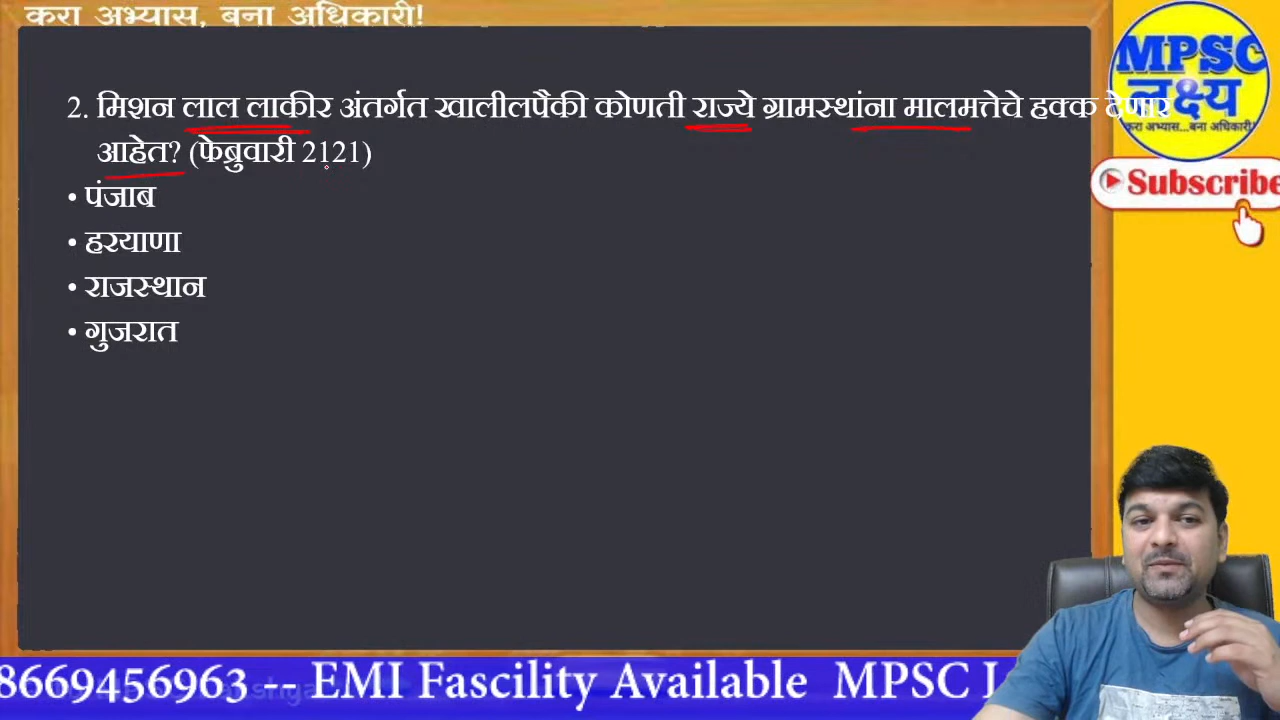 करा अभ्यास, बना अधिकारी!
2. मिशन लाल लाकीर अंतर्गत खालीलपैकी कोणती राज्ये ग्रामस्थांना मालमत्तेचे हक्क देणार
आहेत? (फेब्रुवारी 2121)
• पंजाब
• हरयाणा
• राजस्थान
• गुजरात
MPSC
लक्ष्य
करा अभ्यास...बना अधिकारी!
Subscribe
8669456963 -- EMI Fascility Available MPSC L